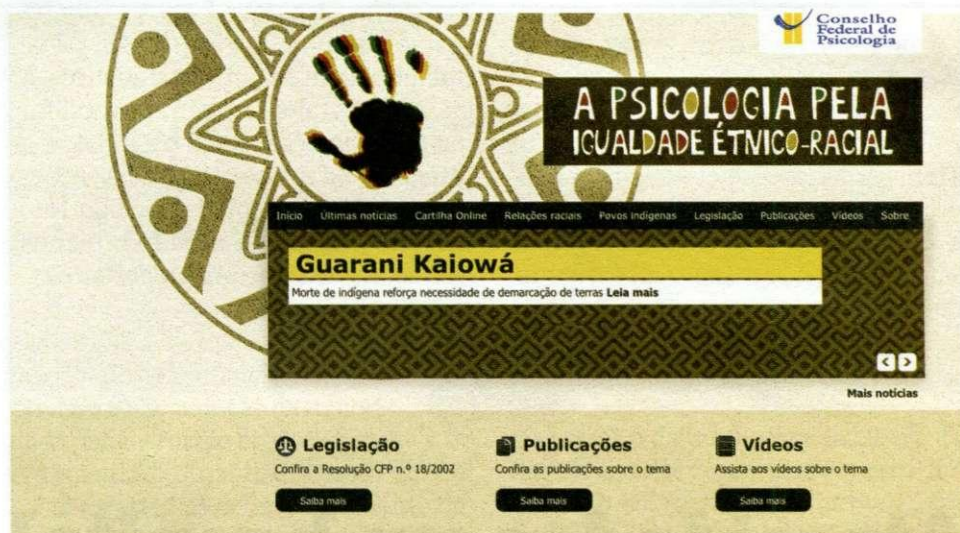 Conselho
Federal de
Psicologia
A PSICOLOGIA PELA
IGUALDADE ÉTNICO-RACIAL
Início Últimas notícias Cartilha Online Relações raciais Povos Indígenas Legislação Publicações Vídeos Sobre
Guarani Kaiowá
Morte de indígena reforça necessidade de demarcação de terras Leia mais
Mais notícias
Legislação Publicações Vídeos
Confira a Resolução CFP n.º 18/2002 Confira as publicações sobre o tema Assista aos vídeos sobre o tema
Saiba mais Saiba mais Saiba mais